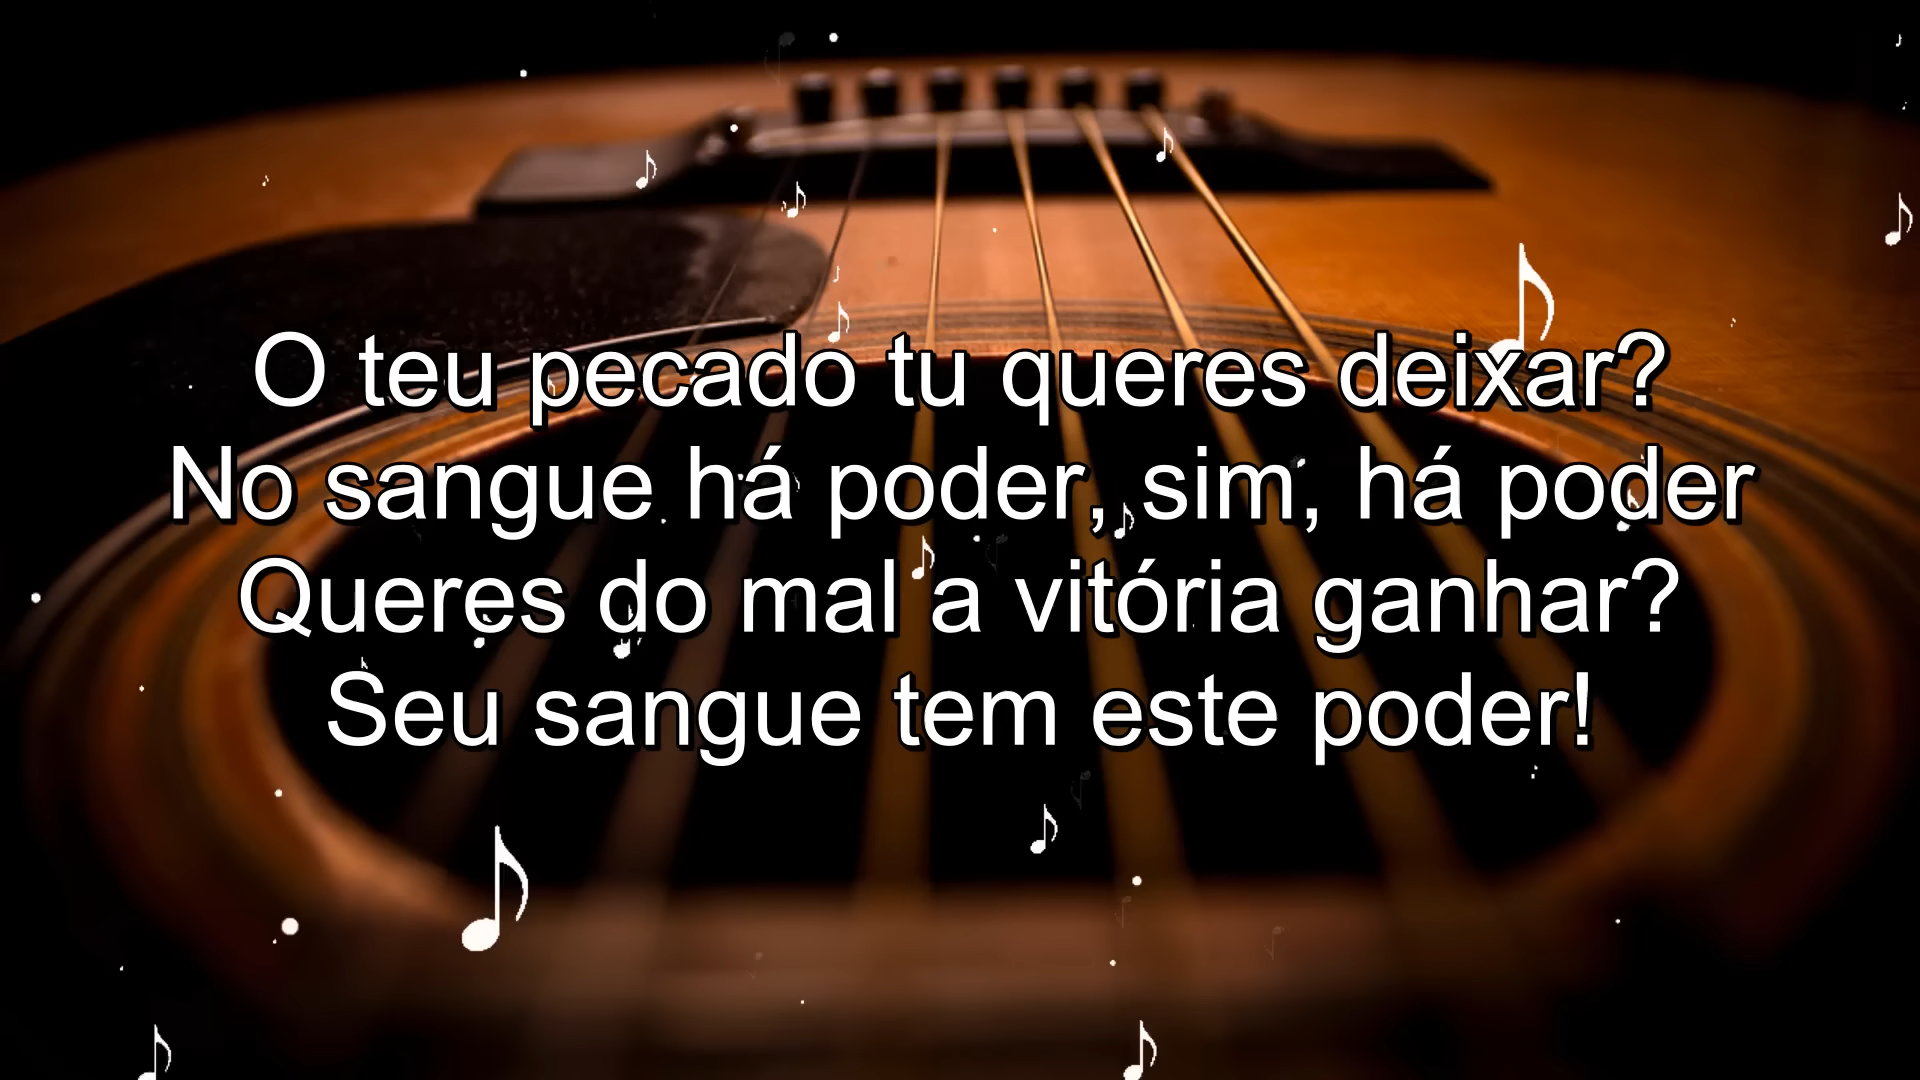 O teu pecado tu queres deixar?
No sangue há poder, sim, há poder
Queres do mal a vitória ganhar?
Seu sangue tem este poder!